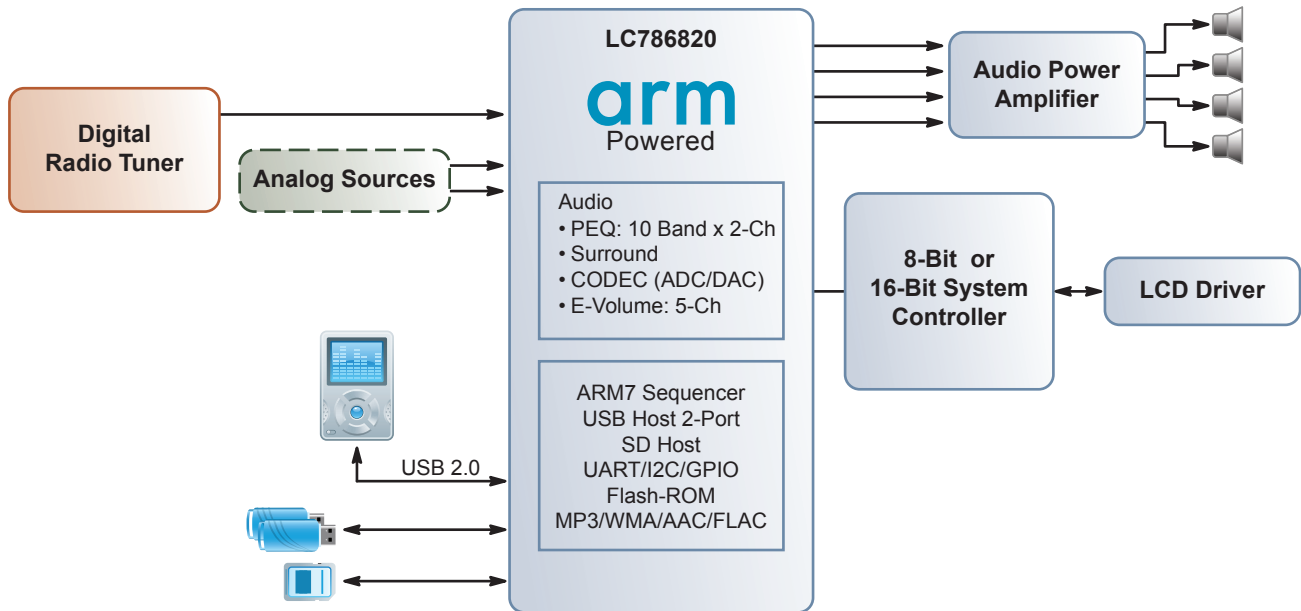 LC786820
arm
Powered
Digital
Radio Tuner
Analog Sources
Audio
• PEQ: 10 Band x 2-Ch
• Surround
• CODEC (ADC/DAC)
• E-Volume: 5-Ch
ARM7 Sequencer
USB Host 2-Port
SD Host
UART/I2C/GPIO
Flash-ROM
MP3/WMA/AAC/FLAC
USB 2.0
Audio Power
Amplifier
8-Bit or
16-Bit System
Controller
LCD Driver